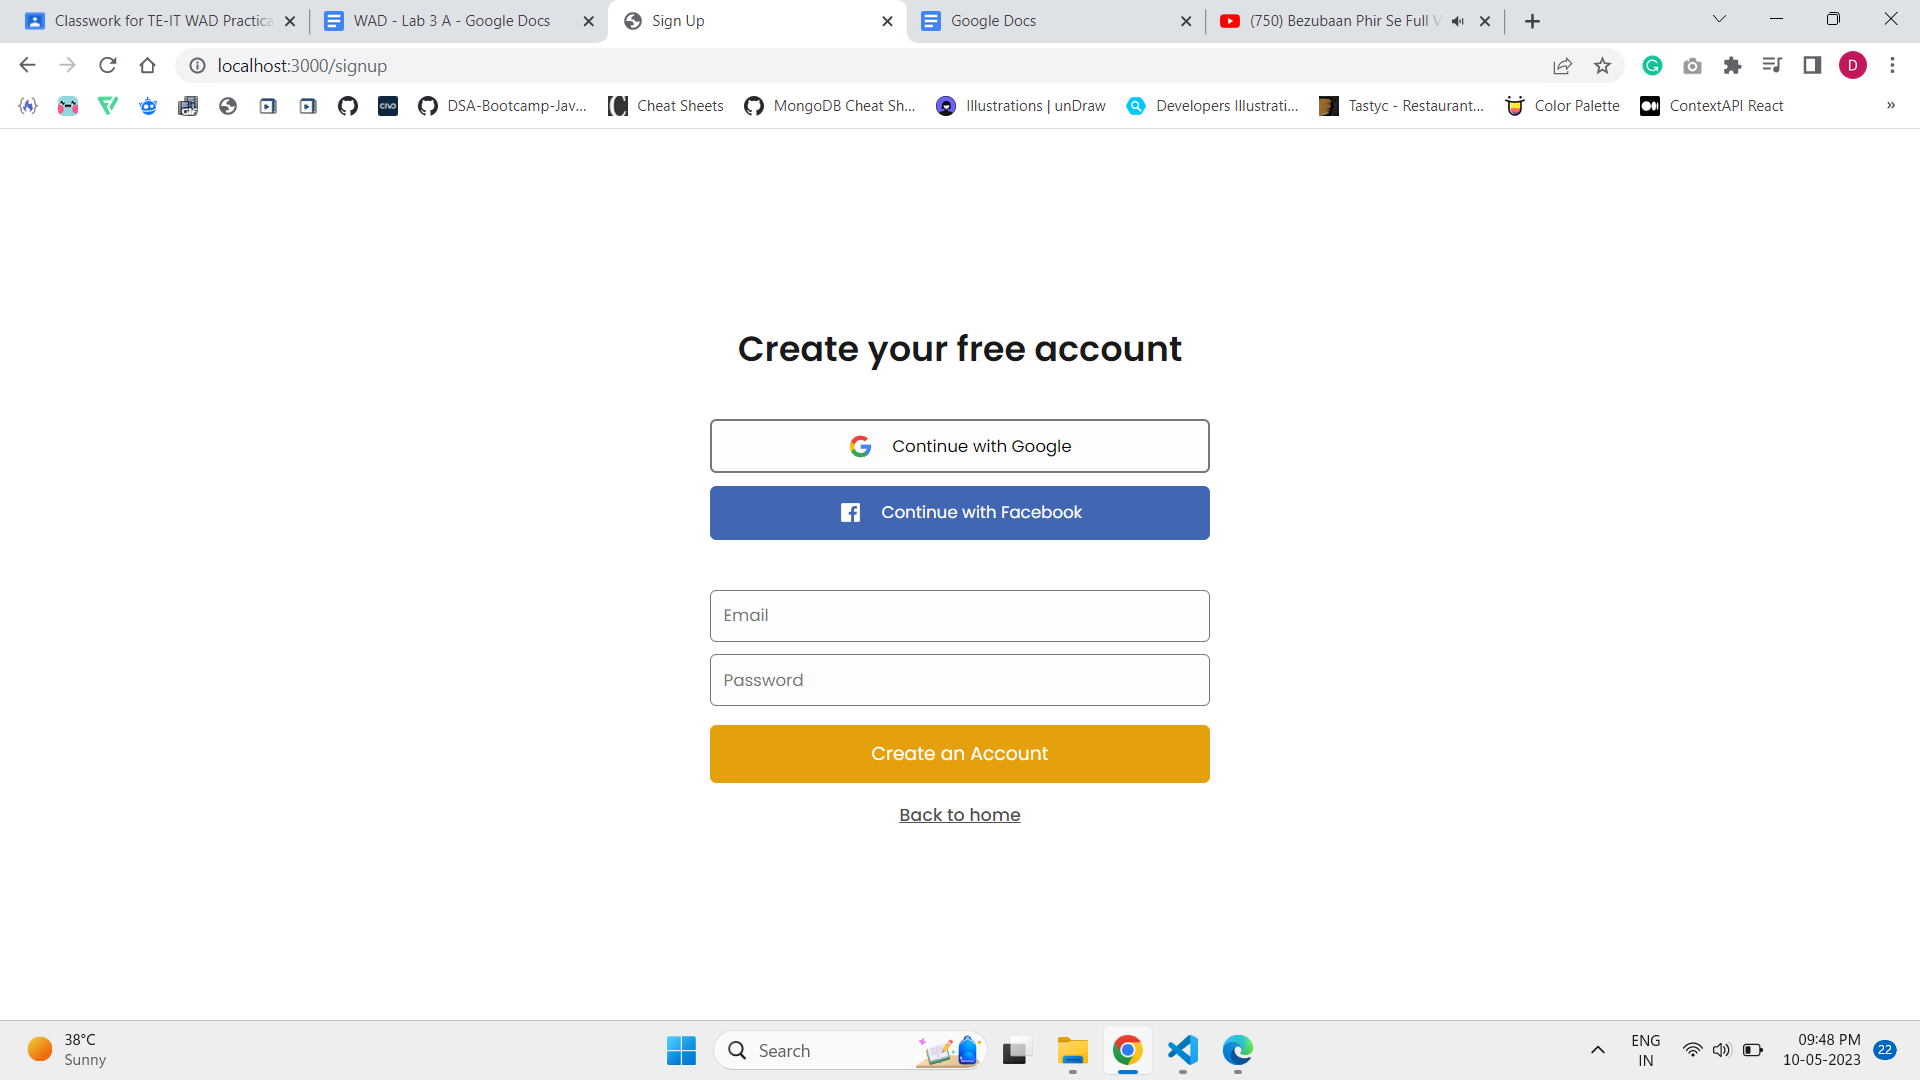 Classwork for TE-IT WAD Practica
WAD - Lab 3 A - Google Docs
Sign Up
Google Docs
(750) Bezubaan Phir Se Full V
localhost:3000/signup
D
DSA-Bootcamp-Jav...
Cheat Sheets
MongoDB Cheat Sh...
Illustrations | unDraw
Developers Illustrati...
Tastyc - Restaurant...
Color Palette
ContextAPI React
»
Create your free account
Continue with Google
Continue with Facebook
Email
Password
Create an Account
Back to home
38°C
Sunny
Search
ENG
IN
09:48 PM
10-05-2023
22